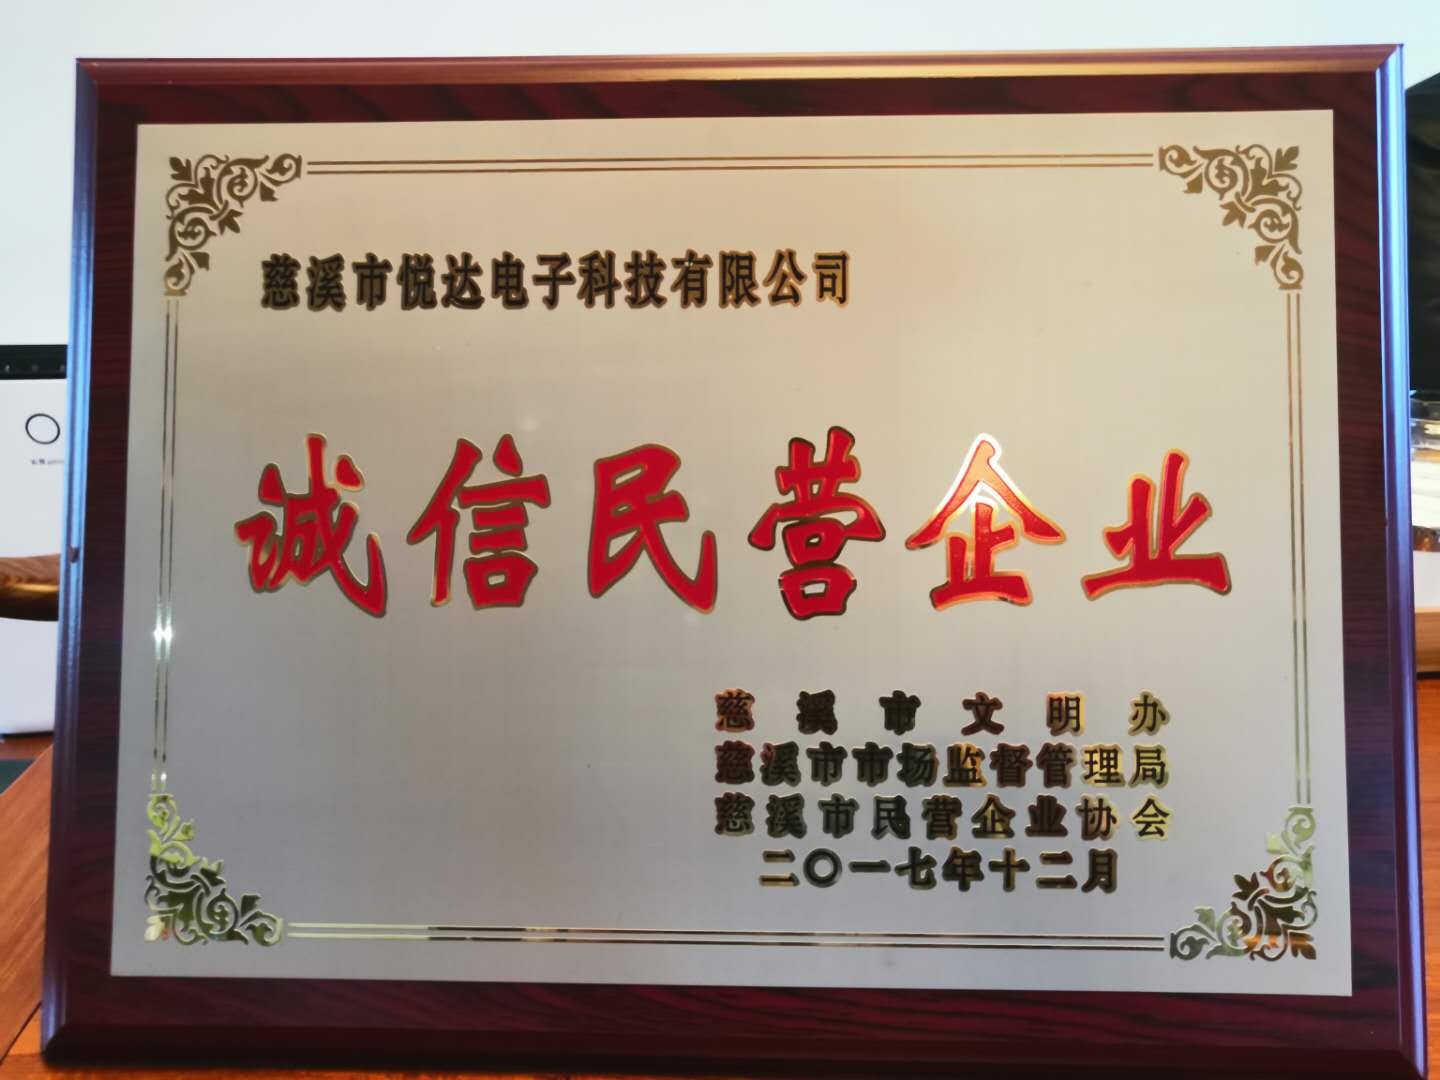 慈溪市悦达电子科技有限公司
诚信民营企业
慈溪市文明办
慈溪市市场监督管理局
慈溪市民营企业协会
二〇一七年十二月